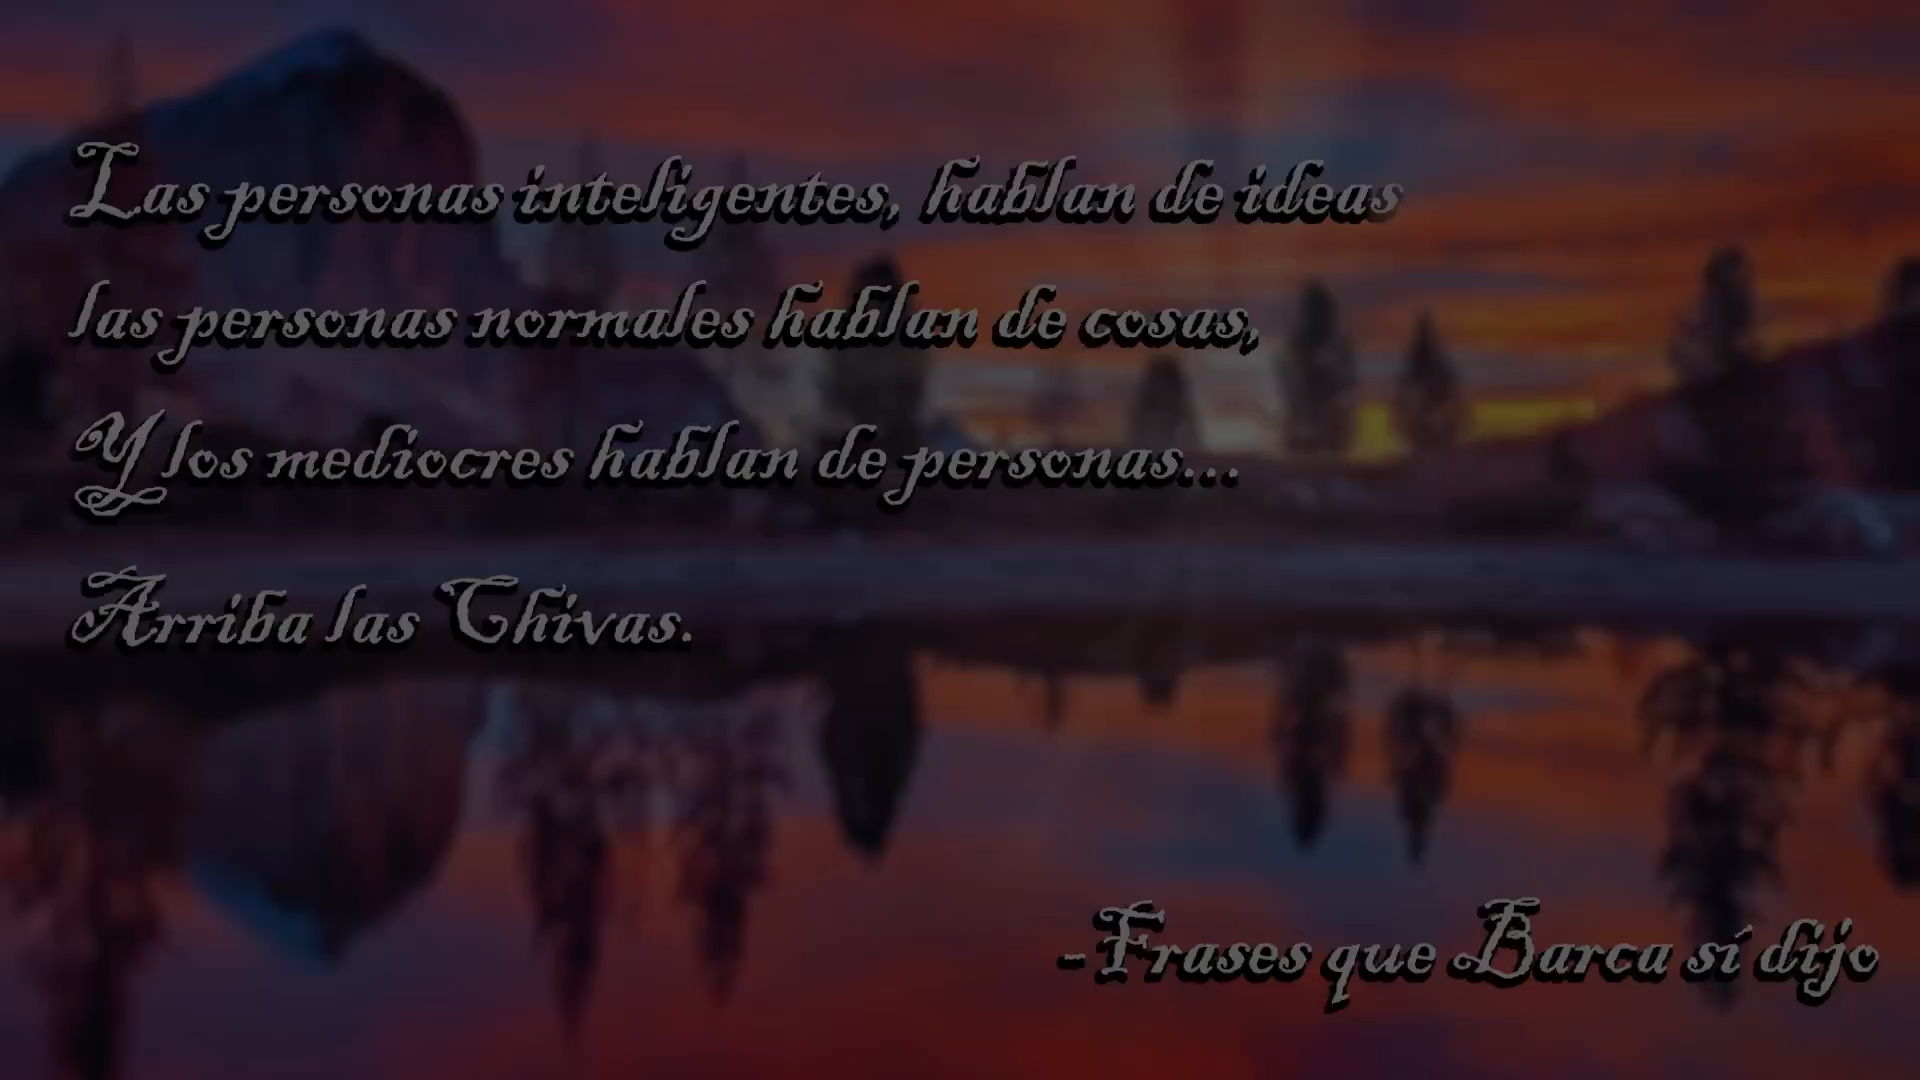 Las personas inteligentes, hablan de ideas
las personas normales hablan de cosas,
Y los mediocres hablan de personas...
Arriba las Chivas.
-Frases que Barca sí dijo